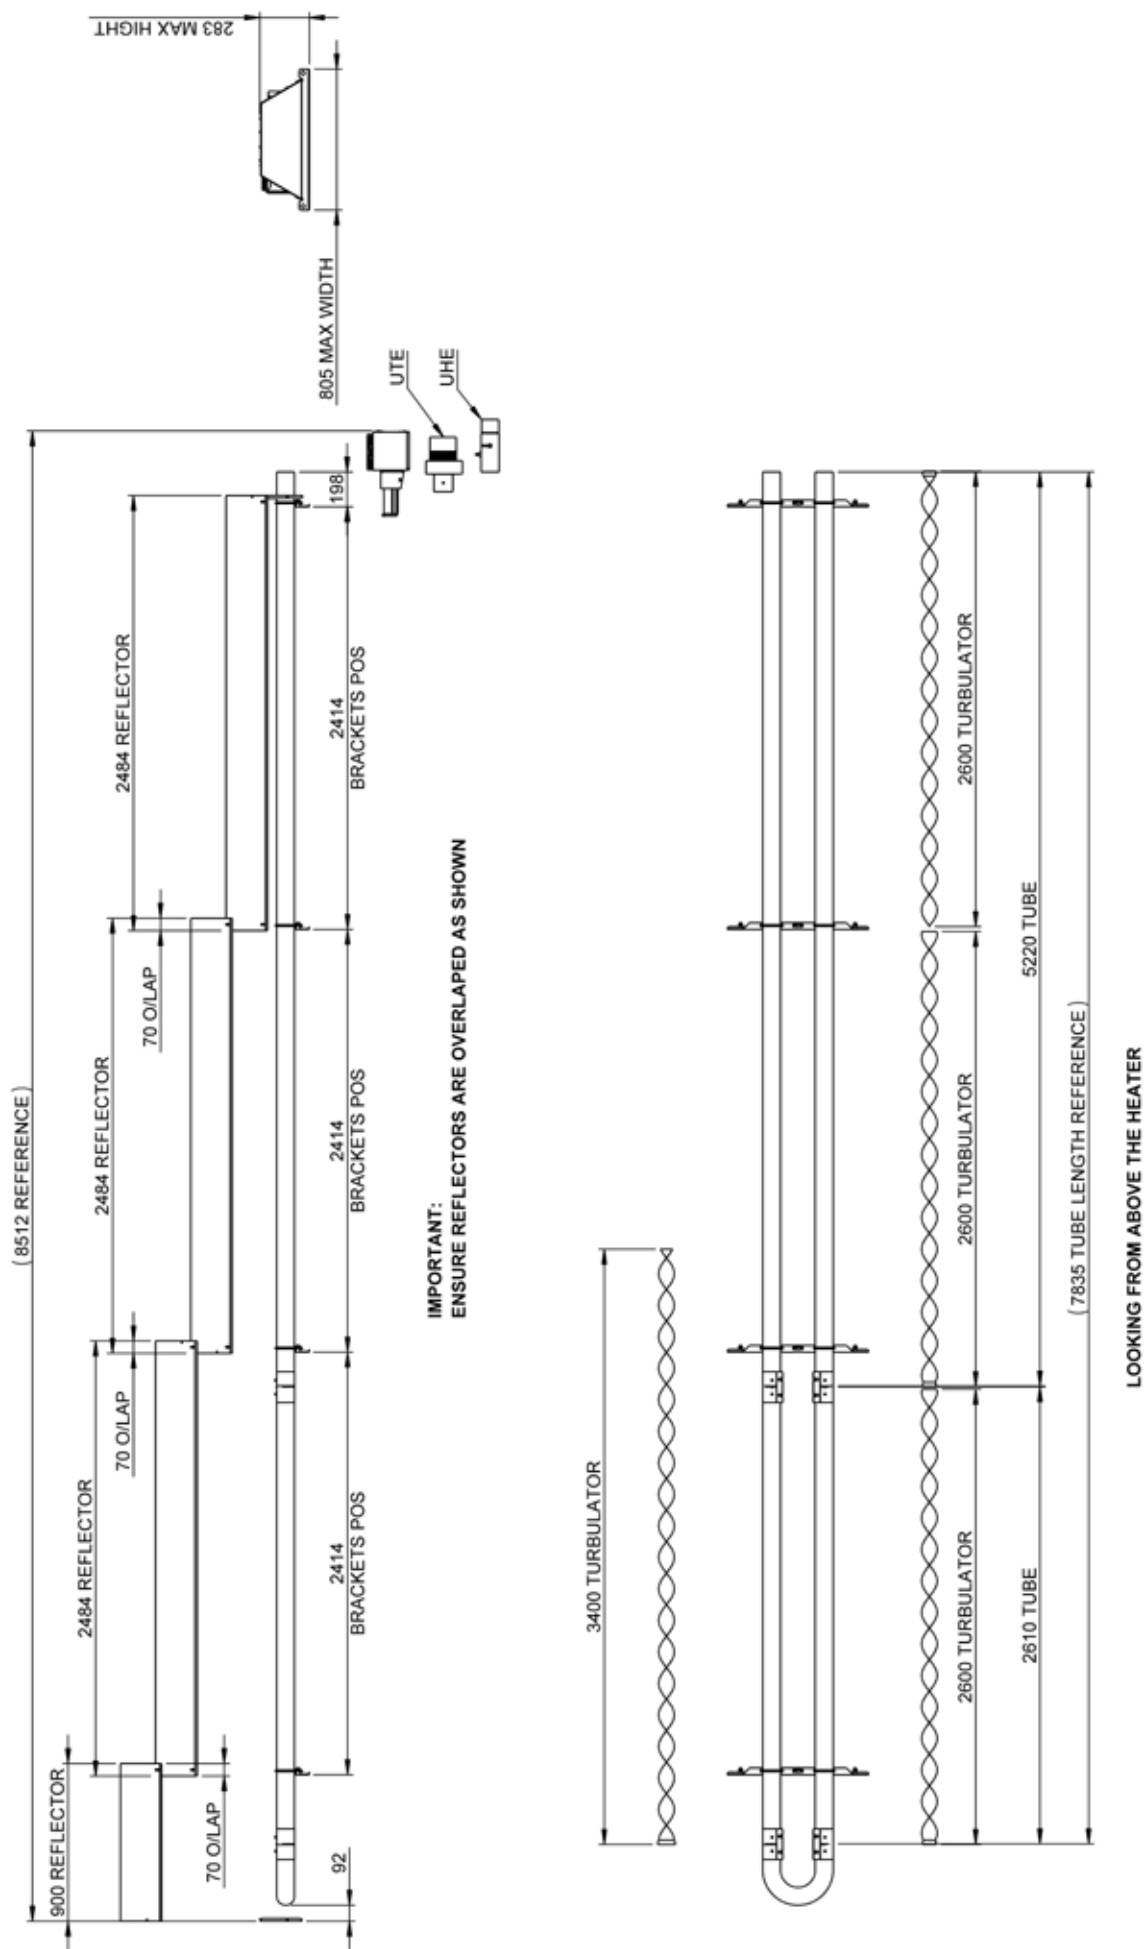 283 MAX HIGHT
805 MAX WIDTH
UTE
UHE
(8512 REFERENCE)
2484 REFLECTOR
70 O/LAP
2484 REFLECTOR
70 O/LAP
2484 REFLECTOR
900 REFLECTOR
70 O/LAP
198
2414
BRACKETS POS
2414
BRACKETS POS
2414
BRACKETS POS
92
IMPORTANT:
ENSURE REFLECTORS ARE OVERLAPED AS SHOWN
3400 TURBULATOR
2600 TURBULATOR
2600 TURBULATOR
2600 TURBULATOR
5220 TUBE
2610 TUBE
(7835 TUBE LENGTH REFERENCE)
LOOKING FROM ABOVE THE HEATER